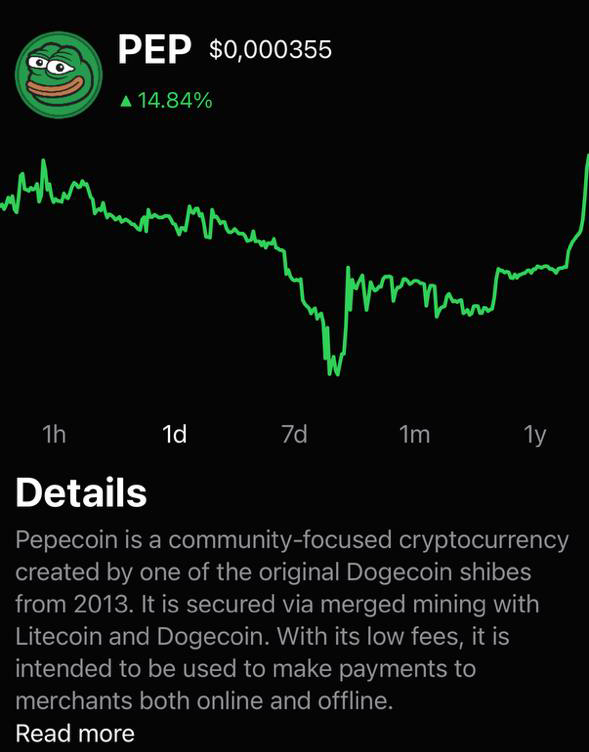 PEP $0,000355
▲ 14.84%
1h 1d 7d 1m 1y
Details
Pepecoin is a community-focused cryptocurrency
created by one of the original Dogecoin shibes
from 2013. It is secured via merged mining with
Litecoin and Dogecoin. With its low fees, it is
intended to be used to make payments to
merchants both online and offline.
Read more